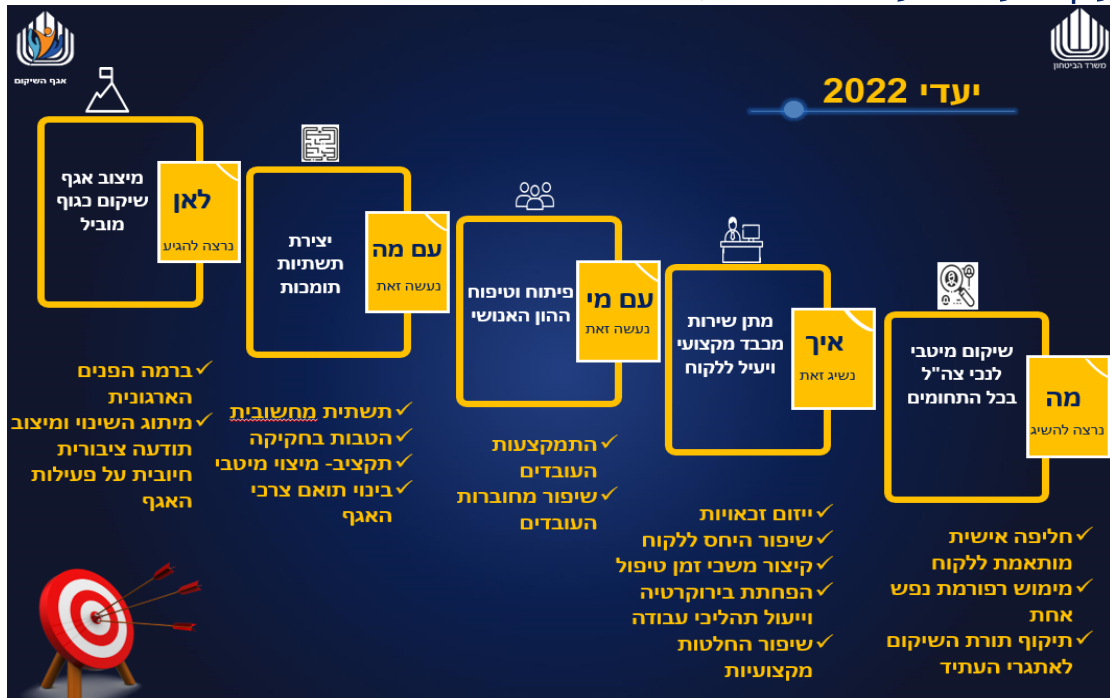 משרד הביטחון
אגף השיקום
יעדי 2022
מה
נרצה להשיג
שיקום מיטבי
לנכי צה"ל
בכל התחומים
✓חליפה אישית
מותאמת ללקוח
✓מימוש רפורמת נפש
אחת
✓תיקוף תורת השיקום
לאתגרי העתיד
איך
נשיג זאת
מתן שירות
מכבד מקצועי
ויעיל ללקוח
✓ייזום זכאויות
✓שיפור היחס ללקוח
✓קיצור משכי זמן טיפול
✓הפחתת בירוקרטיה
וייעול תהליכי עבודה
✓שיפור החלטות
מקצועיות
עם מי
נעשה זאת
פיתוח וטיפוח
ההון האנושי
✓התמקצעות
העובדים
✓שיפור מחוברות
העובדים
עם מה
נעשה זאת
יצירת
תשתיות
תומכות
✓תשתית מחשובית
✓הטבות בחקיקה
✓תקציב- מיצוי מיטבי
✓בינוי תואם צרכי
האגף
לאן
נרצה להגיע
מיצוב אגף
שיקום כגוף
מוביל
✓ברמה הפנים
הארגונית
✓מיתוג השינוי ומיצוב
תודעה ציבורית
חיובית על פעילות
האגף